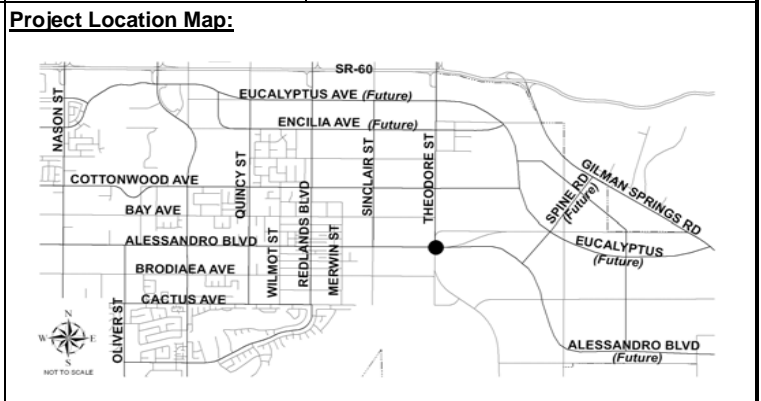 Project Location Map:
SR-60
EUCALYPTUS AVE (Future)
ENCILIA AVE (Future)
NASON ST
COTTONWOOD AVE
QUINCY ST
SINCLAIR ST
THEODORE ST
GILMAN SPRINGS RD
SPINE RD
(Future)
BAY AVE
WILMOT ST
REDLANDS BLVD
MERWIN ST
ALESSANDRO BLVD
EUCALYPTUS
(Future)
BRODIAEA AVE
CACTUS AVE
OLIVER ST
N
W
E
S
NOT TO SCALE
ALESSANDRO BLVD
(Future)